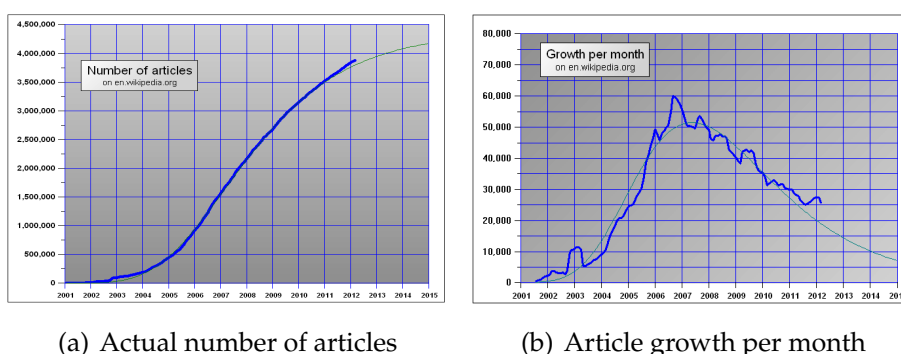 4,500,000
4,000,000
3,500,000
3,000,000
2,500,000
2,000,000
1,500,000
1,000,000
500,000
0
Number of articles
on en.wikipedia.org
2001 2002 2003 2004 2005 2006 2007 2008 2009 2010 2011 2012 2013 2014 2015
80,000
70,000
60,000
50,000
40,000
30,000
20,000
10,000
0
Growth per month
on en.wikipedia.org
2001 2002 2003 2004 2005 2006 2007 2008 2009 2010 2011 2012 2013 2014 201
(a) Actual number of articles
(b) Article growth per month